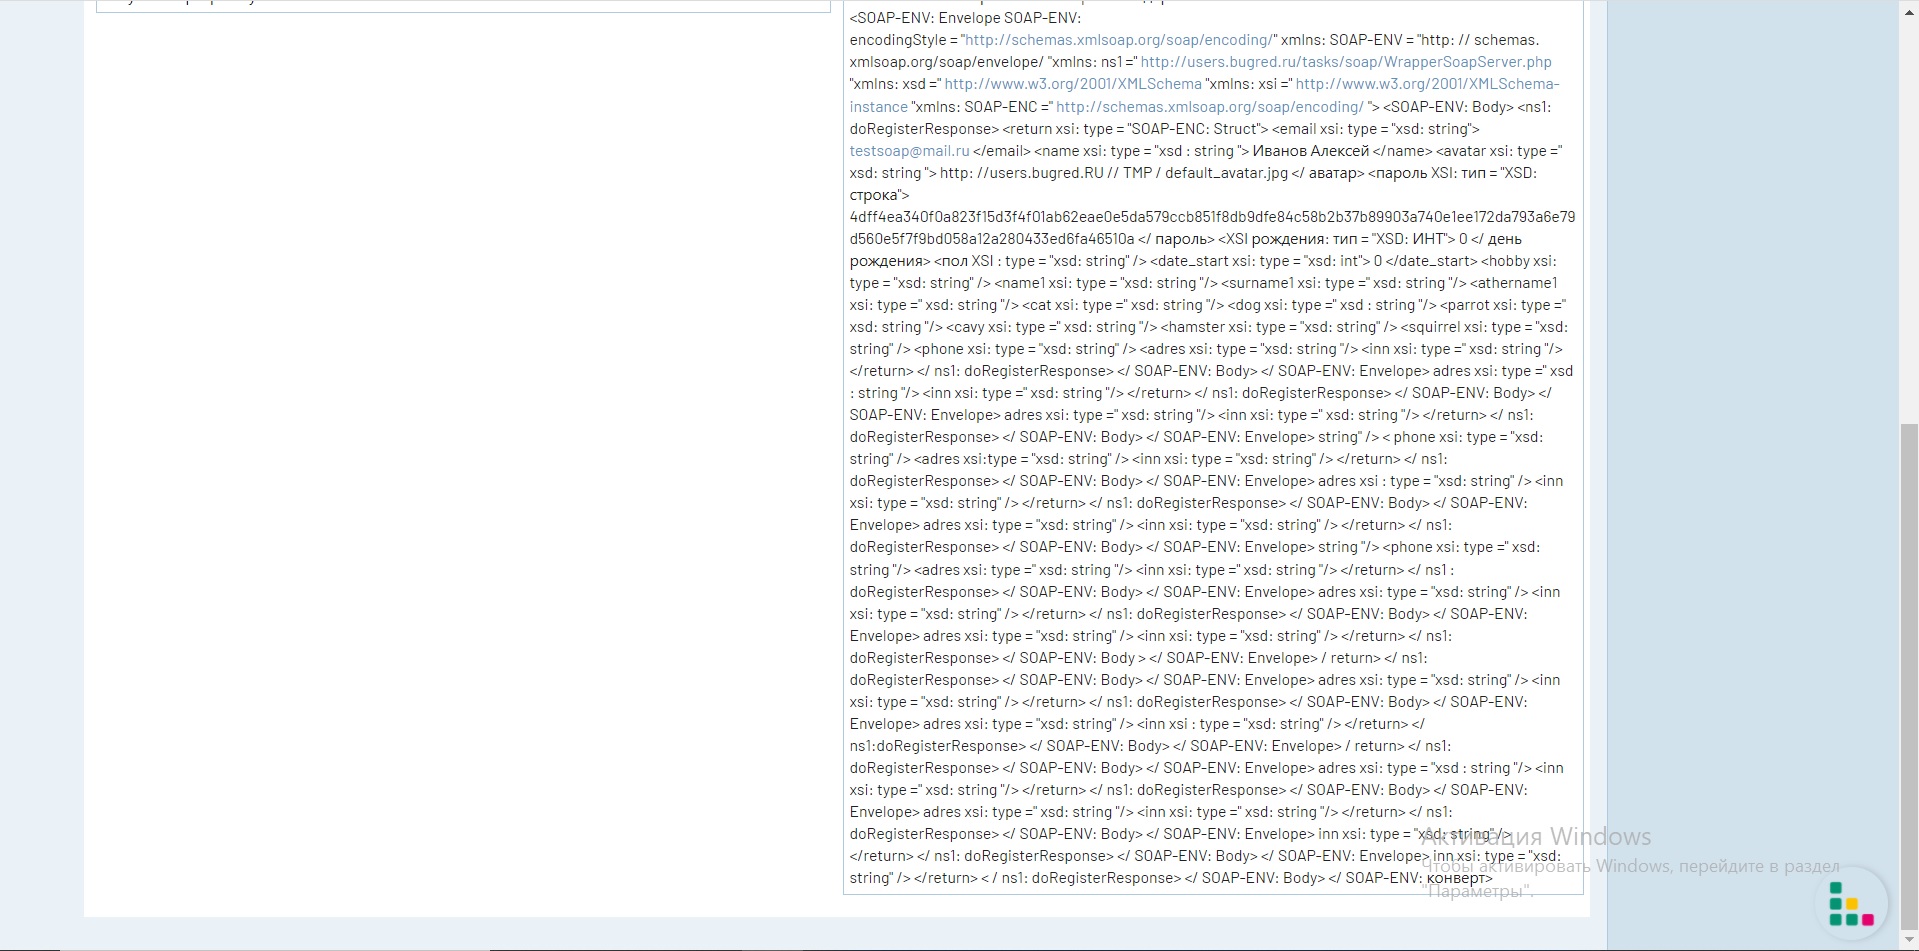 <SOAP-ENV: Envelope SOAP-ENV:
encodingStyle = "http://schemas.xmlsoap.org/soap/encoding/" xmlns: SOAP-ENV = "http: // schemas.
xmlsoap.org/soap/envelope/ "xmlns: ns1 =" http://users.bugred.ru/tasks/soap/WrapperSoapServer.php
"xmlns: xsd =" http://www.w3.org/2001/XMLSchema "xmlns: xsi =" http://www.w3.org/2001/XMLSchema-
instance "xmlns: SOAP-ENC =" http://schemas.xmlsoap.org/soap/encoding/ "> <SOAP-ENV: Body> <ns1:
doRegisterResponse> <return xsi: type = "SOAP-ENC: Struct"> <email xsi: type = "xsd: string">
testsoap@mail.ru </email> <name xsi: type = "xsd : string "> Иванов Алексей </name> <avatar xsi: type ="
xsd: string "> http: //users.bugred.RU // TMP / default_avatar.jpg </ аватар> <пароль XSI: тип = "XSD:
строка">
4dff4ea340f0a823f15d3f4f01ab62eae0e5da579ccb851f8db9dfe84c58b2b37b89903a740e1ee172da793a6e79
d560e5f7f9bd058a12a280433ed6fa46510a </ пароль> <XSI рождения: тип = "XSD: ИНТ"> 0 </ день
рождения> <пол XSI : type = "xsd: string" /> <date_start xsi: type = "xsd: int"> 0 </date_start> <hobby xsi:
type = "xsd: string" /> <name1 xsi: type = "xsd: string "/> <surname1 xsi: type =" xsd: string "/> <athername1
xsi: type =" xsd: string "/> <cat xsi: type =" xsd: string "/> <dog xsi: type =" xsd : string "/> <parrot xsi: type ="
xsd: string "/> <cavy xsi: type =" xsd: string "/> <hamster xsi: type = "xsd: string" /> <squirrel xsi: type = "xsd:
string" /> <phone xsi: type = "xsd: string" /> <adres xsi: type = "xsd: string "/> <inn xsi: type =" xsd: string "/>
</return> </ ns1: doRegisterResponse> </ SOAP-ENV: Body> </ SOAP-ENV: Envelope> adres xsi: type =" xsd
: string "/> <inn xsi: type =" xsd: string "/> </return> </ ns1: doRegisterResponse> </ SOAP-ENV: Body> </
SOAP-ENV: Envelope> adres xsi: type =" xsd: string "/> <inn xsi: type =" xsd: string "/> </return> </ ns1:
doRegisterResponse> </ SOAP-ENV: Body> </ SOAP-ENV: Envelope> string" /> < phone xsi: type = "xsd:
string" /> <adres xsi:type = "xsd: string" /> <inn xsi: type = "xsd: string" /> </return> </ ns1:
doRegisterResponse> </ SOAP-ENV: Body> </ SOAP-ENV: Envelope> adres xsi : type = "xsd: string" /> <inn
xsi: type = "xsd: string" /> </return> </ ns1: doRegisterResponse> </ SOAP-ENV: Body> </ SOAP-ENV:
Envelope> adres xsi: type = "xsd: string" /> <inn xsi: type = "xsd: string" /> </return> </ ns1:
doRegisterResponse> </ SOAP-ENV: Body> </ SOAP-ENV: Envelope> string "/> <phone xsi: type =" xsd:
string "/> <adres xsi: type =" xsd: string "/> <inn xsi: type =" xsd: string "/> </return> </ ns1 :
doRegisterResponse> </ SOAP-ENV: Body> </ SOAP-ENV: Envelope> adres xsi: type = "xsd: string" /> <inn
xsi: type = "xsd: string" /> </return> </ ns1: doRegisterResponse> </ SOAP-ENV: Body> </ SOAP-ENV:
Envelope> adres xsi: type = "xsd: string" /> <inn xsi: type = "xsd: string" /> </return> </ ns1:
doRegisterResponse> </ SOAP-ENV: Body > </ SOAP-ENV: Envelope> / return> </ ns1:
doRegisterResponse> </ SOAP-ENV: Body> </ SOAP-ENV: Envelope> adres xsi: type = "xsd: string" /> <inn
xsi: type = "xsd: string" /> </return> </ ns1: doRegisterResponse> </ SOAP-ENV: Body> </ SOAP-ENV:
Envelope> adres xsi: type = "xsd: string" /> <inn xsi : type = "xsd: string" /> </return> </
ns1:doRegisterResponse> </ SOAP-ENV: Body> </ SOAP-ENV: Envelope> / return> </ ns1:
doRegisterResponse> </ SOAP-ENV: Body> </ SOAP-ENV: Envelope> adres xsi: type = "xsd : string "/> <inn
xsi: type =" xsd: string "/> </return> </ ns1: doRegisterResponse> </ SOAP-ENV: Body> </ SOAP-ENV:
Envelope> adres xsi: type =" xsd: string "/> <inn xsi: type =" xsd: string "/> </return> </ ns1:
doRegisterResponse> </ SOAP-ENV: Body> </ SOAP-ENV: Envelope> inn xsi: type = "xsd: string" />
</return> </ ns1: doRegisterResponse> </ SOAP-ENV: Body> </ SOAP-ENV: Envelope> inn xsi: type = "xsd:
string" /> </return> < / ns1: doRegisterResponse> </ SOAP-ENV: Body> </ SOAP-ENV: конверт>
Активация Windows
Чтобы активировать Windows, перейдите в раздел
"Параметры".